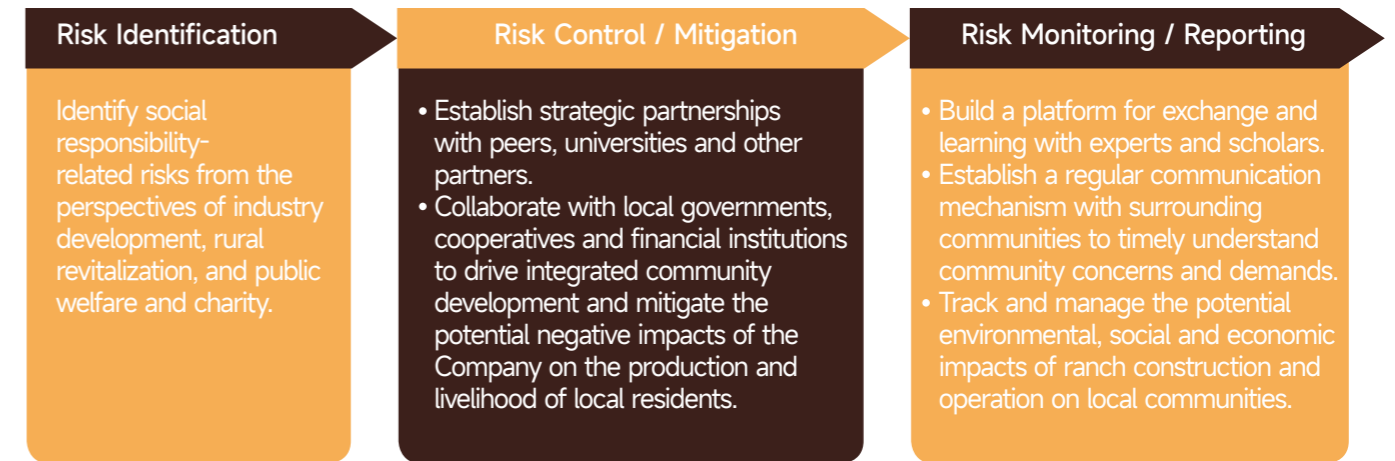 Risk Identification
Identify social
responsibility-
related risks from the
perspectives of industry
development, rural
revitalization, and public
welfare and charity.
Risk Control / Mitigation
• Establish strategic partnerships
with peers, universities and other
partners.
• Collaborate with local governments,
cooperatives and financial institutions
to drive integrated community
development and mitigate the
potential negative impacts of the
Company on the production and
livelihood of local residents.
Risk Monitoring / Reporting
• Build a platform for exchange and
learning with experts and scholars.
• Establish a regular communication
mechanism with surrounding
communities to timely understand
community concerns and demands.
• Track and manage the potential
environmental, social and economic
impacts of ranch construction and
operation on local communities.